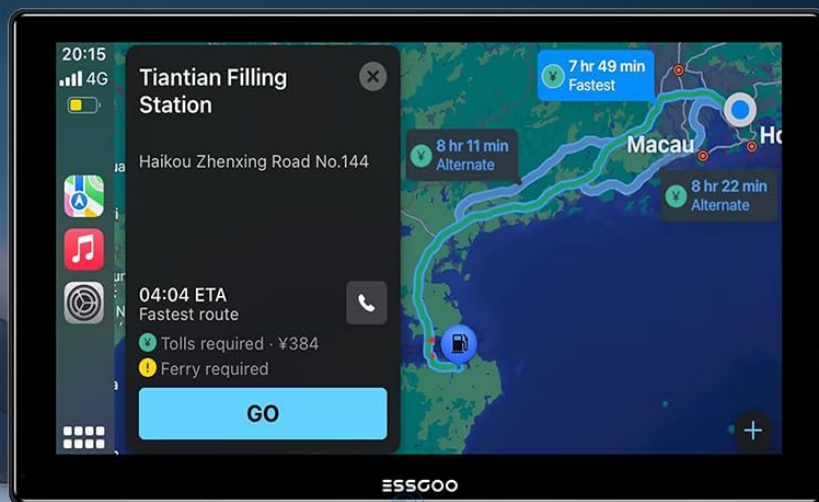 20:15
4G
Tiantian Filling
Station
Haikou Zhenxing Road No.144
04:04 ETA
Fastest route
¥ Tolls required · ¥384
! Ferry required
GO
¥ 7 hr 49 min
Fastest
¥ 8 hr 11 min
Alternate
Macau
¥ 8 hr 22 min
Alternate
ESSGOO